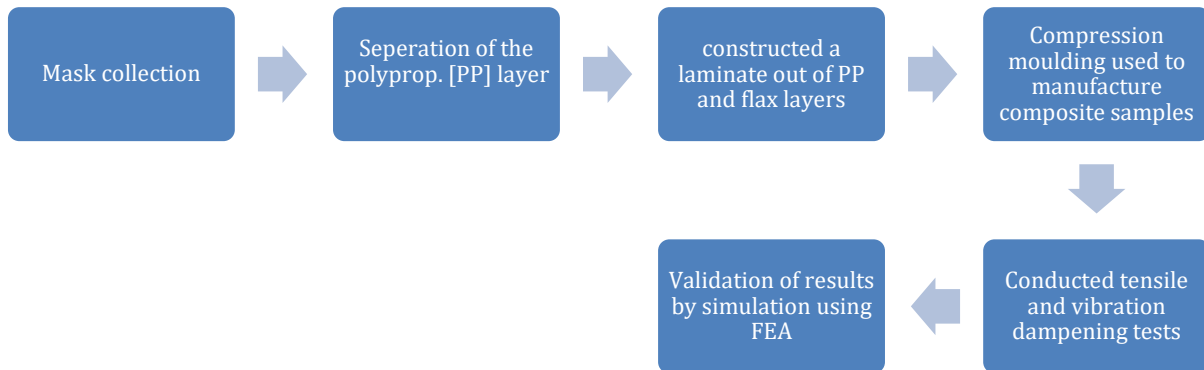 Mask collection
Seperation of the
polyprop. [PP] layer
constructed a
laminate out of PP
and flax layers
Compression
moulding used to
manufacture
composite samples
Conducted tensile
and vibration
dampening tests
Validation of results
by simulation using
FEA